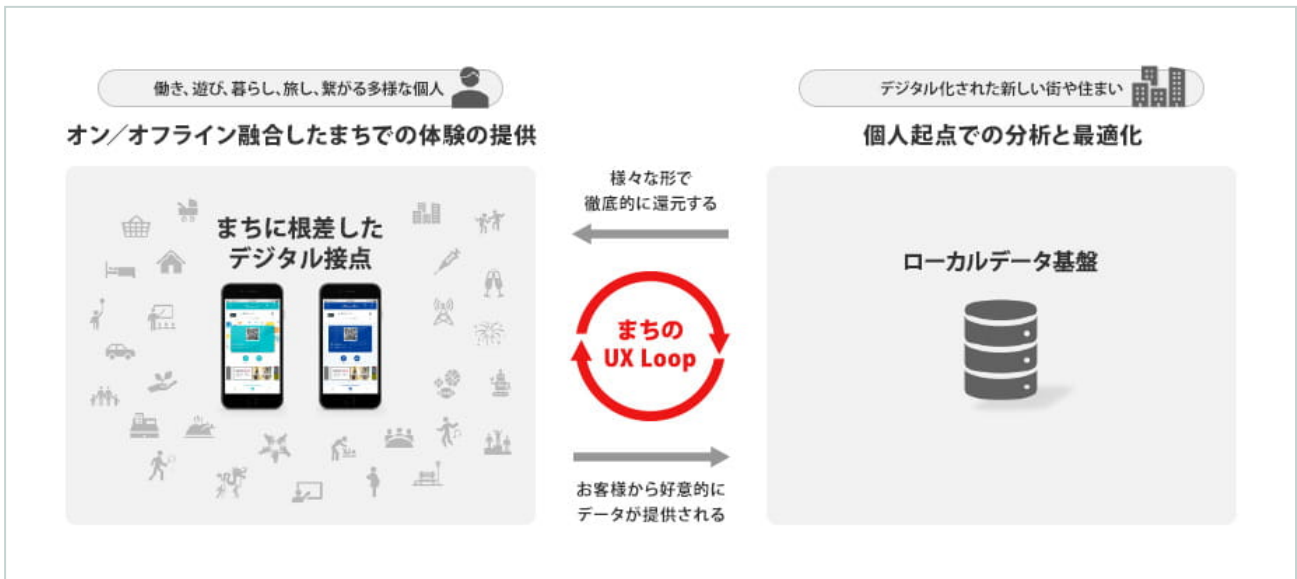 働き、遊び、暮らし、旅し、繋がる多様な個人
オン／オフライン融合したまちでの体験の提供
まちに根差した
デジタル接点
様々な形で
徹底的に還元する
まちの
UX Loop
お客様から好意的に
データが提供される
デジタル化された新しい街や住まい
個人起点での分析と最適化
ローカルデータ基盤